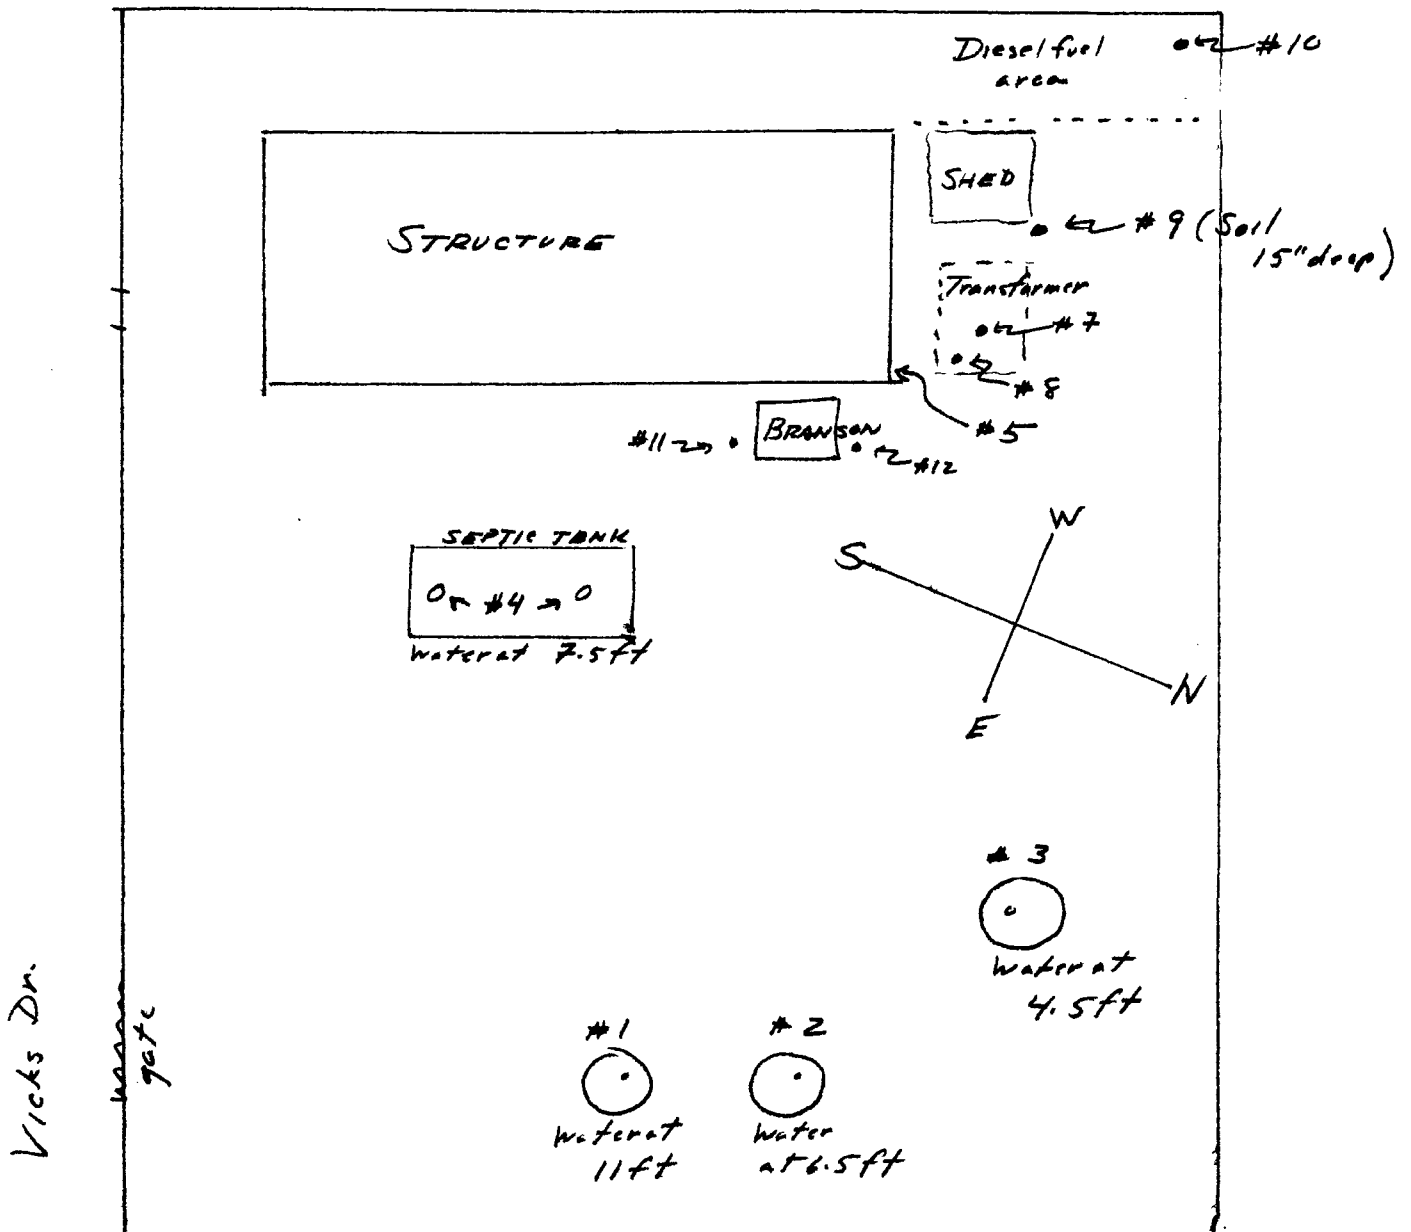 Diesel fuel
area
#10
STRUCTURE
SHED
#9 (Soil
15" deep)
Transformer
#7
#8
#5
#11
BRANSON
#12
SEPTIC TANK
#4
Water at 7.5ft
W
S
N
E
#3
Water at
4.5ft
#1
Water at
11ft
#2
Water
at 6.5ft
Vicks Dr.
gate